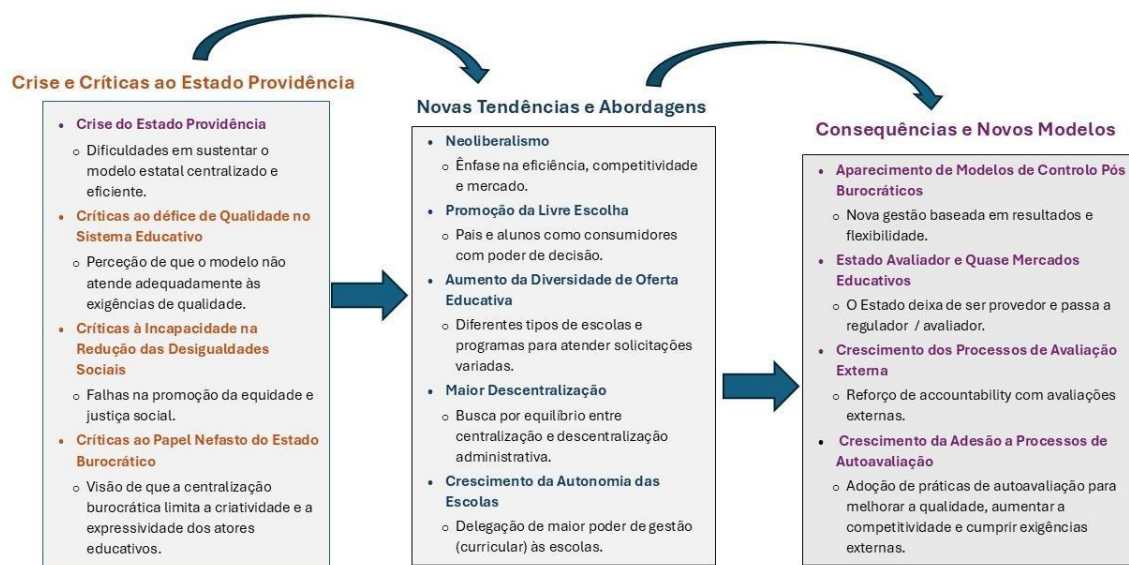 Crise e Críticas ao Estado Providência
• Crise do Estado Providência
o Dificuldades em sustentar o
modelo estatal centralizado e
eficiente.
• Críticas ao défice de Qualidade no
Sistema Educativo
o Perceção de que o modelo não
atende adequadamente às
exigências de qualidade.
• Críticas à Incapacidade na
Redução das Desigualdades
Sociais
o Falhas na promoção da equidade e
justiça social.
• Críticas ao Papel Nefasto do Estado
Burocrático
o Visão de que a centralização
burocrática limita a criatividade e a
expressividade dos atores
educativos.
Novas Tendências e Abordagens
• Neoliberalismo
o Ênfase na eficiência, competitividade
e mercado.
• Promoção da Livre Escolha
o Pais e alunos como consumidores
com poder de decisão.
• Aumento da Diversidade de Oferta
Educativa
o Diferentes tipos de escolas e
programas para atender solicitações
variadas.
• Maior Descentralização
o Busca por equilíbrio entre
centralização e descentralização
administrativa.
• Crescimento da Autonomia das
Escolas
o Delegação de maior poder de gestão
(curricular) às escolas.
Consequências e Novos Modelos
• Aparecimento de Modelos de Controlo Pós
Burocráticos
o Nova gestão baseada em resultados e
flexibilidade.
• Estado Avaliador e Quase Mercados
Educativos
o O Estado deixa de ser provedor e passa a
regulador / avaliador.
• Crescimento dos Processos de Avaliação
Externa
o Reforço de accountability com avaliações
externas.
• Crescimento da Adesão a Processos de
Autoavaliação
o Adoção de práticas de autoavaliação para
melhorar a qualidade, aumentar a
competitividade e cumprir exigências
externas.